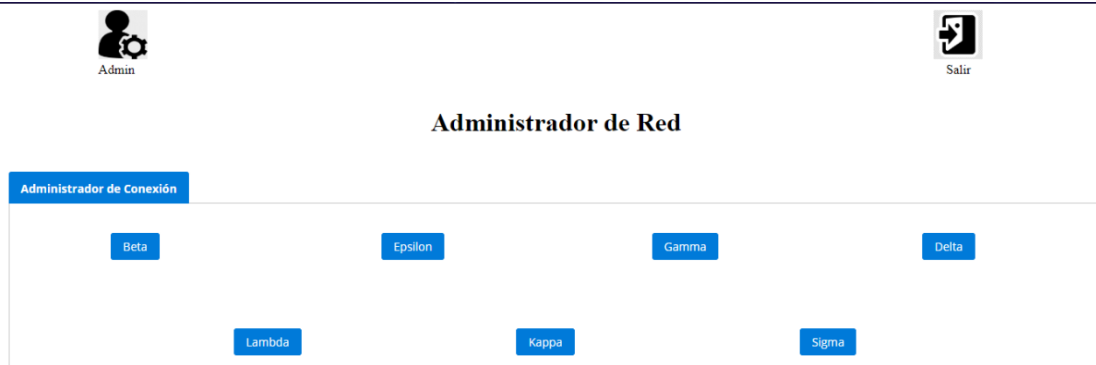 Admin
Salir
Administrador de Red
Administrador de Conexión
Beta
Epsilon
Gamma
Delta
Lambda
Kappa
Sigma